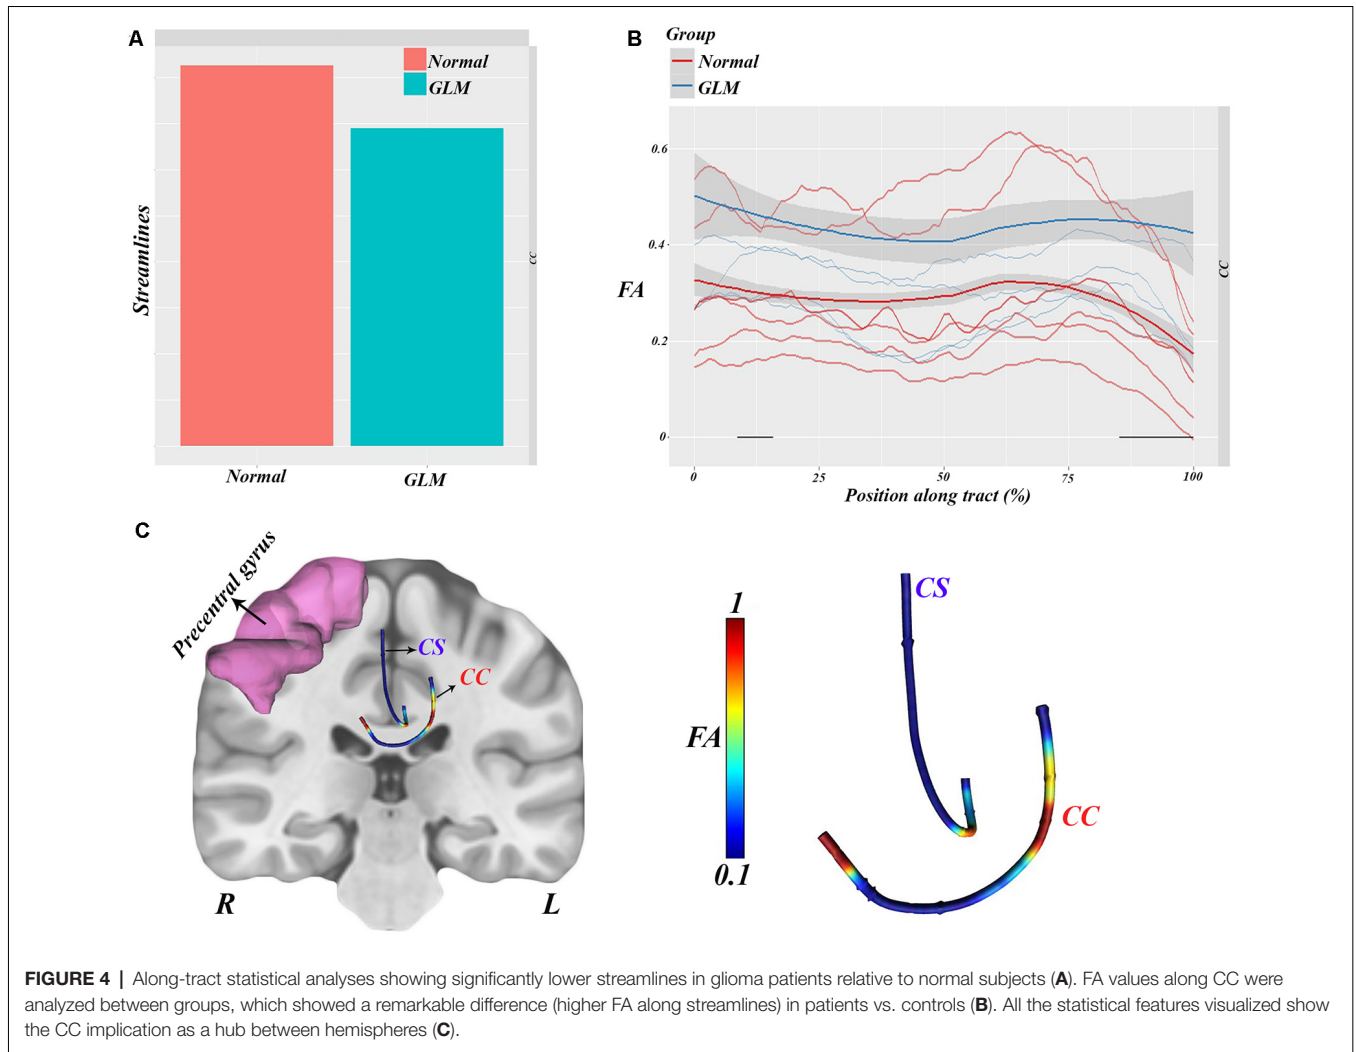 A
Normal
GLM
Streamlines
CC
Normal
GLM
B
Group
Normal
GLM
0.6
0.4
FA
0.2
0
CC
0
25
50
75
100
Position along tract (%)
C
Precentral gyrus
CS
CC
R
L
1
FA
0.1
CS
CC
FIGURE 4 | Along-tract statistical analyses showing significantly lower streamlines in glioma patients relative to normal subjects (A). FA values along CC were
analyzed between groups, which showed a remarkable difference (higher FA along streamlines) in patients vs. controls (B). All the statistical features visualized show
the CC implication as a hub between hemispheres (C).